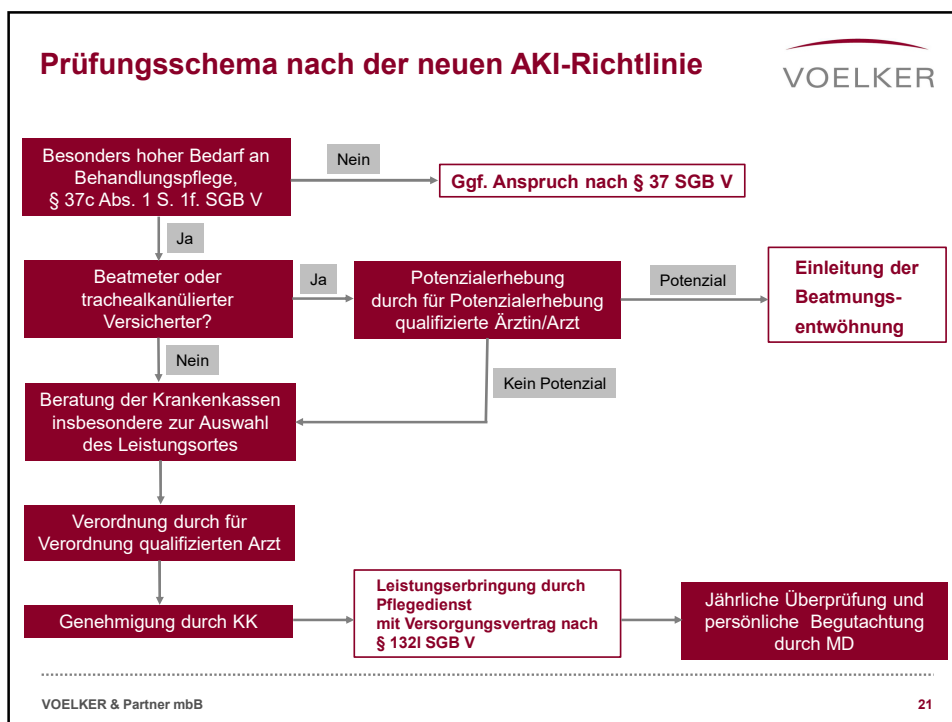 Prüfungsschema nach der neuen AKI-Richtlinie
VOELKER
Besonders hoher Bedarf an
Behandlungspflege,
§ 37c Abs. 1 S. 1f. SGB V
Nein
Ggf. Anspruch nach § 37 SGB V
Ja
Beatmeter oder
trachealkanülierter
Versicherter?
Ja
Potenzialerhebung
durch für Potenzialerhebung
qualifizierte Ärztin/Arzt
Potenzial
Einleitung der
Beatmungs-
entwöhnung
Nein
Kein Potenzial
Beratung der Krankenkassen
insbesondere zur Auswahl
des Leistungsortes
Verordnung durch für
Verordnung qualifizierten Arzt
Genehmigung durch KK
Leistungserbringung durch
Pflegedienst
mit Versorgungsvertrag nach
§ 132l SGB V
Jährliche Überprüfung und
persönliche Begutachtung
durch MD
VOELKER & Partner mbB
21